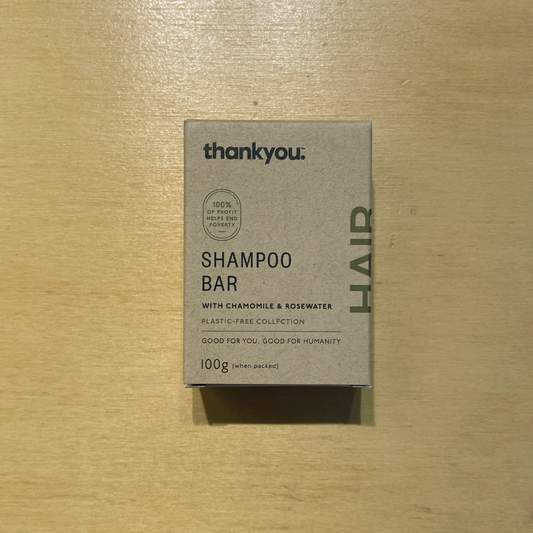 thankyou.™
100%
OF PROFIT
HELPS END
POVERTY
SHAMPOO
BAR
WITH CHAMOMILE & ROSEWATER
PLASTIC-FREE COLLECTION
GOOD FOR YOU, GOOD FOR HUMANITY
100g (when packed)
HAIR